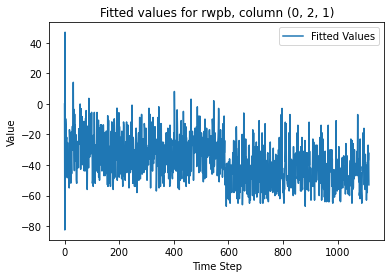 Fitted values for rwpb, column (0, 2, 1)
Fitted Values
Value
40
20
0
−20
−40
−60
−80
0 200 400 600 800 1000
Time Step